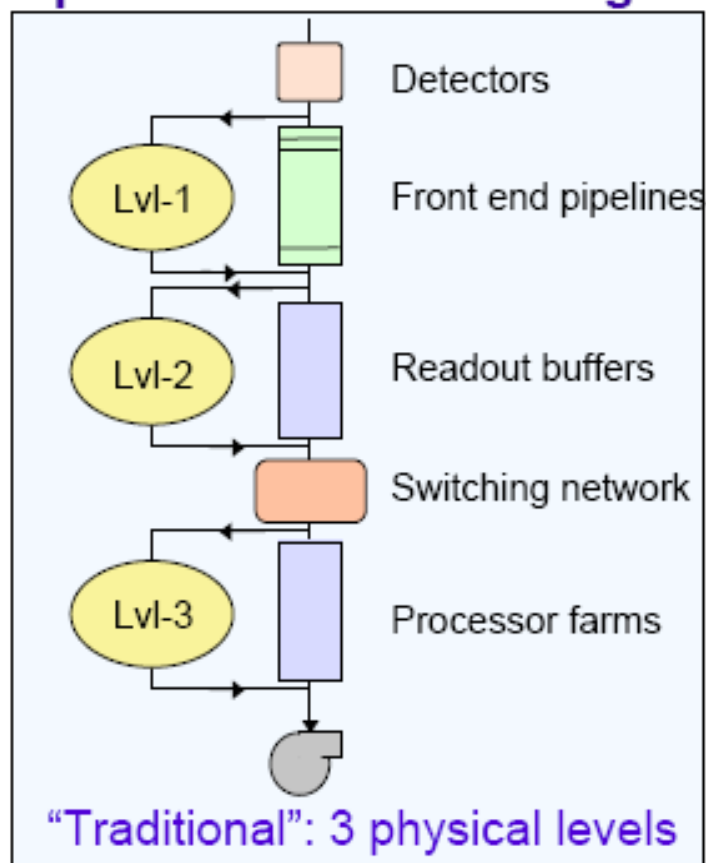 Detectors
Lvl-1
Front end pipelines
Lvl-2
Readout buffers
Switching network
Lvl-3
Processor farms
“Traditional”: 3 physical levels